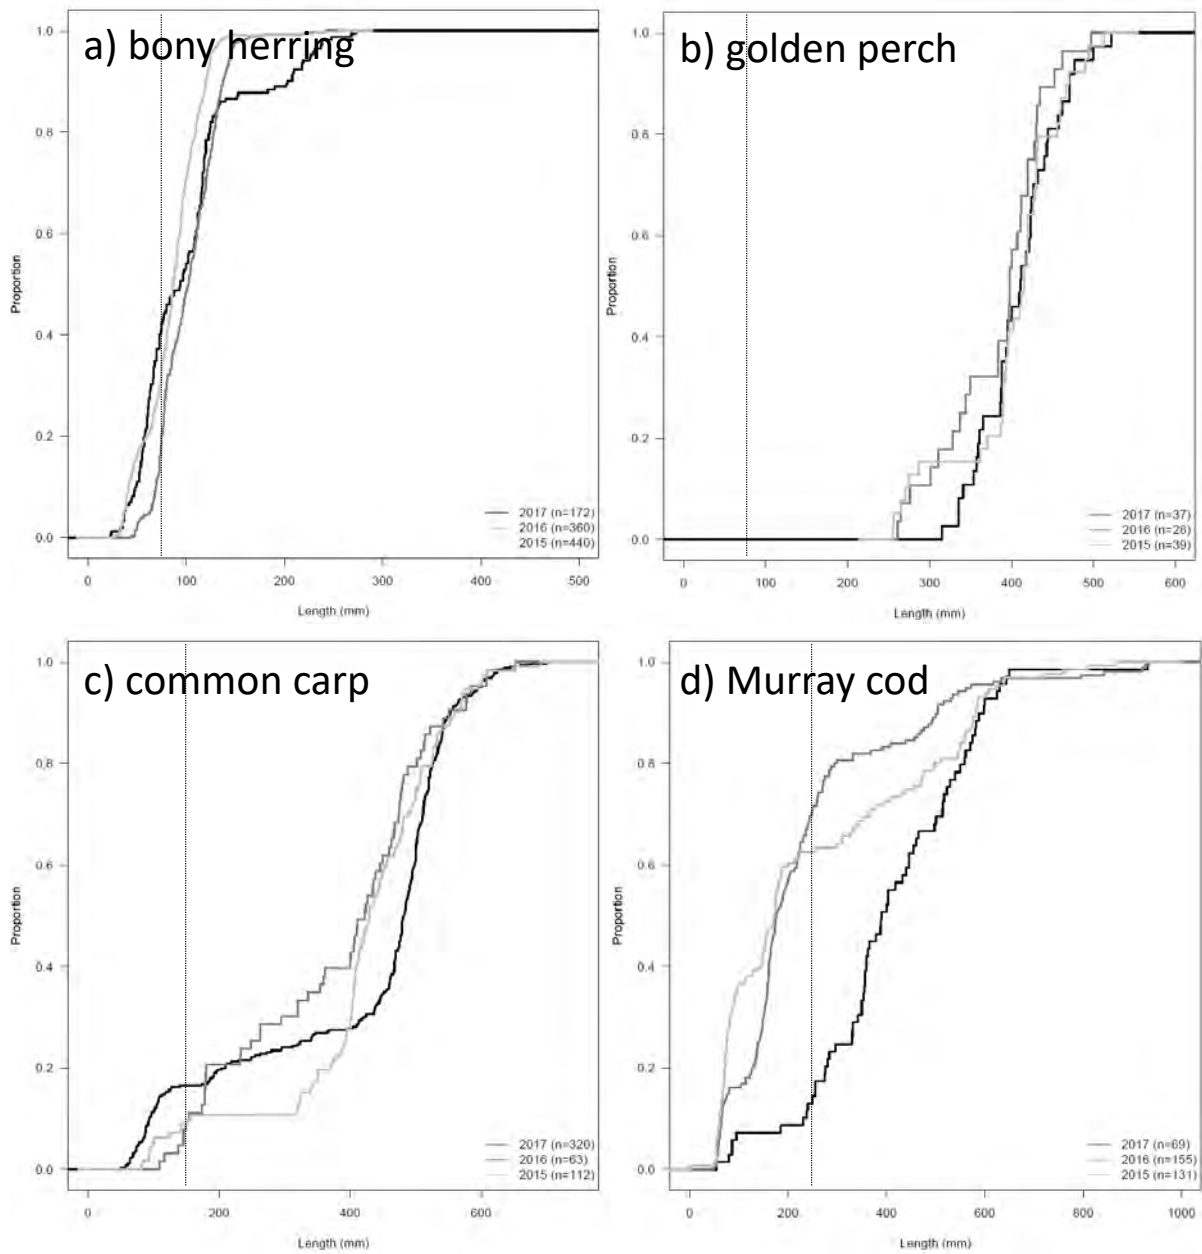 a) bony herring
1.0
0.8
0.6
0.4
0.2
0.0
Proportion
2017 (n=172)
2016 (n=360)
2015 (n=440)
0 100 200 300 400 500
Length (mm)
b) golden perch
1.0
0.8
0.6
0.4
0.2
0.0
Proportion
2017 (n=37)
2016 (n=28)
2015 (n=39)
0 100 200 300 400 500 600
Length (mm)
c) common carp
1.0
0.8
0.6
0.4
0.2
0.0
Proportion
2017 (n=320)
2016 (n=63)
2015 (n=112)
0 200 400 600
Length (mm)
d) Murray cod
1.0
0.8
0.6
0.4
0.2
0.0
Proportion
2017 (n=69)
2016 (n=155)
2015 (n=131)
0 200 400 600 800 1000
Length (mm)